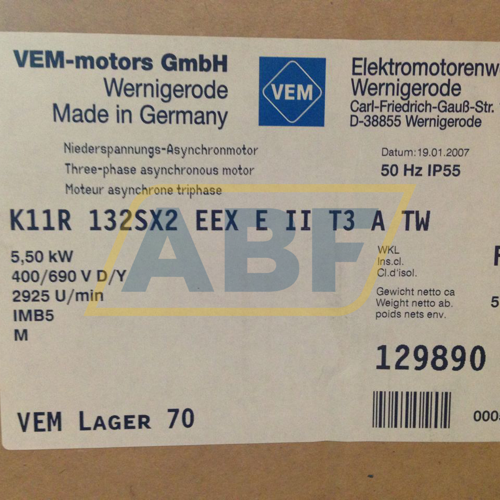 VEM-motors GmbH
Wernigerode
Made in Germany
VEM
Elektromotorenw
Wernigerode
Carl-Friedrich-Gauß-Str.
D-38855 Wernigerode
Niederspannungs-Asynchronmotor
Three-phase asynchronous motor
Moteur asynchrone triphase
Datum: 19.01.2007
50 Hz IP55
K11R 132SX2 EEX E II T3 A TW
ABF
5,50 kW
400/690 V D/Y
2925 U/min
IMB5
M
WKL
Ins.cl.
Cl.d'isol.
F
Gewicht netto ca
Weight netto ab.
poids nets env.
5
129890
VEM LAGER 70
000